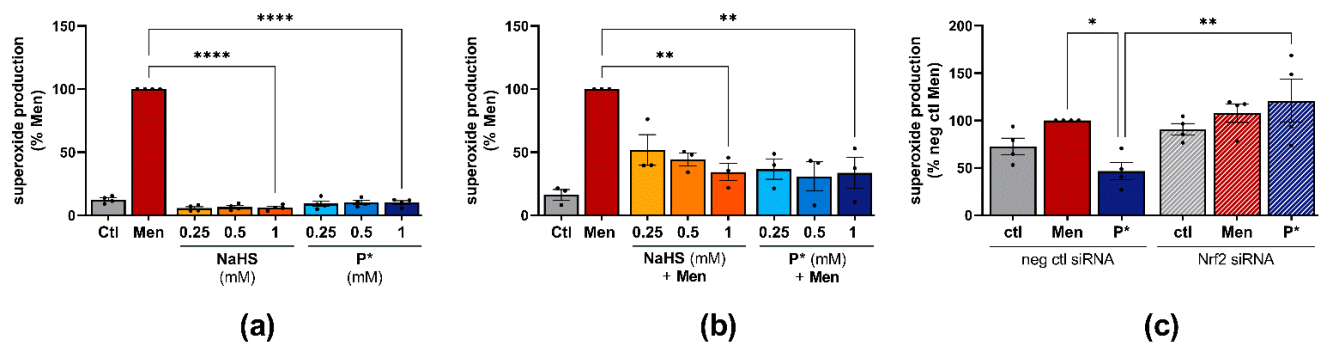 superoxide production
(% Men)
150
100
50
0
****
****
Ctl Men 0.25 0.5 1 0.25 0.5 1
NaHS P*
(mM) (mM)
(a)
superoxide production
(% Men)
150
100
50
0
**
**
Ctl Men 0.25 0.5 1 0.25 0.5 1
NaHS (mM) P* (mM)
+ Men + Men
(b)
superoxide production
(% neg ctl Men)
200
150
100
50
0
* **
ctl Men P* ctl Men P*
neg ctl siRNA Nrf2 siRNA
(c)